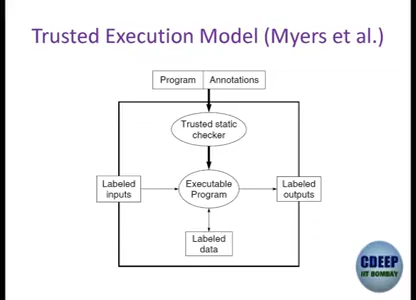 Trusted Execution Model (Myers et al.)
Program Annotations
Trusted static
checker
Labeled
inputs
Executable
Program
Labeled
outputs
Labeled
data
CDEEP
IIT BOMBAY